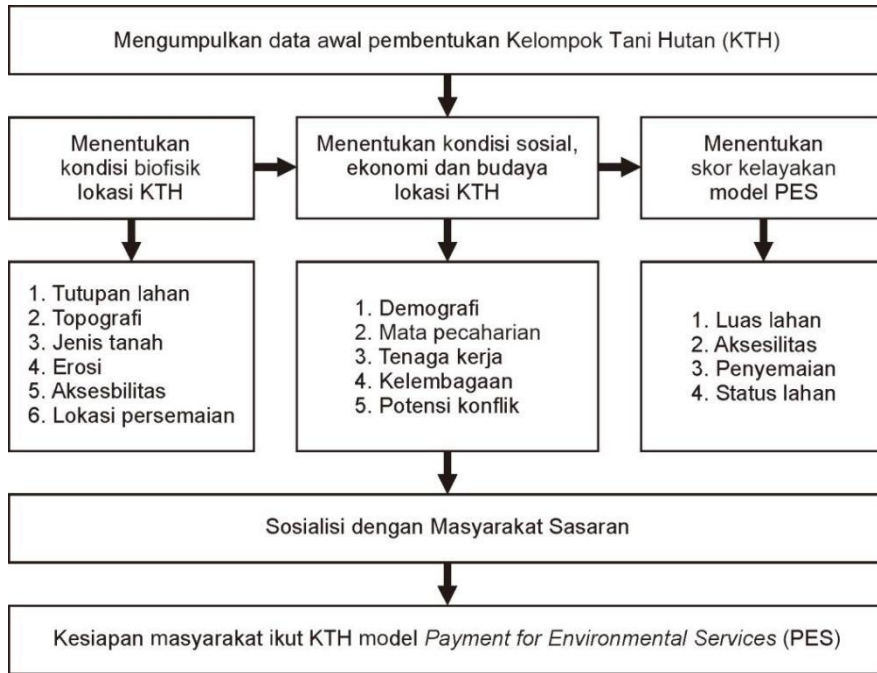 Mengumpulkan data awal pembentukan Kelompok Tani Hutan (KTH)
Menentukan
kondisi biofisik
lokasi KTH
Menentukan kondisi sosial,
ekonomi dan budaya
lokasi KTH
Menentukan
skor kelayakan
model PES
1. Tutupan lahan
2. Topografi
3. Jenis tanah
4. Erosi
5. Aksesbilitas
6. Lokasi persemaian
1. Demografi
2. Mata pecaharian
3. Tenaga kerja
4. Kelembagaan
5. Potensi konflik
1. Luas lahan
2. Aksesilitas
3. Penyemaian
4. Status lahan
Sosialisi dengan Masyarakat Sasaran
Kesiapan masyarakat ikut KTH model Payment for Environmental Services (PES)